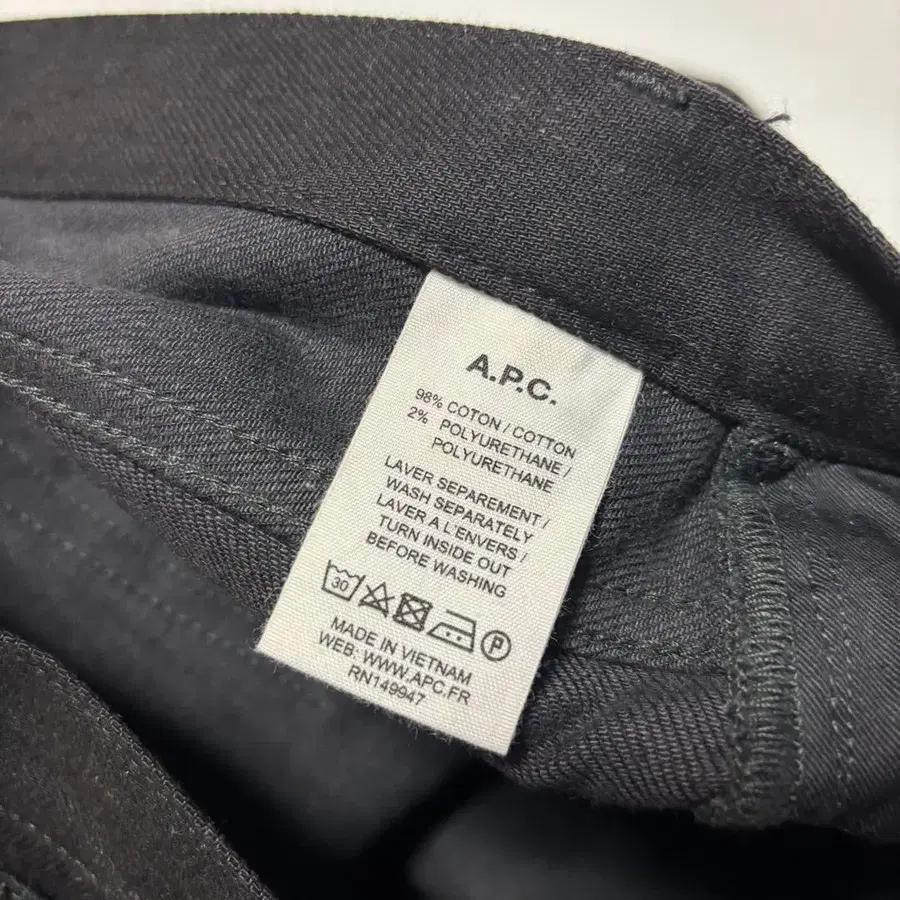 A.P.C.
98% COTON / COTTON
2% POLYURETHANE /
POLYURETHANE
LAVER SEPAREMENT /
WASH SEPARATELY
LAVER A L'ENVERS /
TURN INSIDE OUT
BEFORE WASHING
30 P
MADE IN VIETNAM
WEB: WWW.APC.FR
RN149947